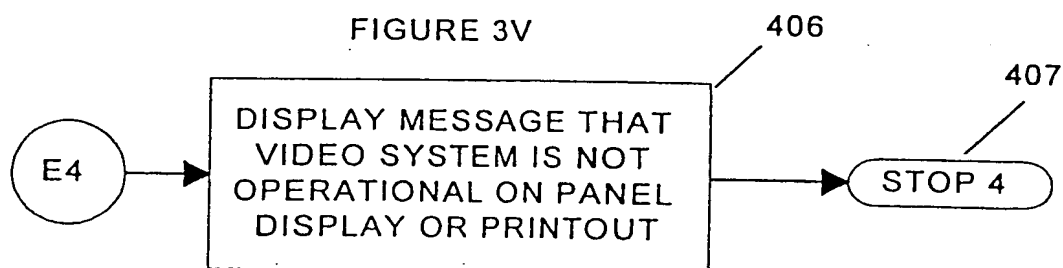 FIGURE 3V
406
407
E4
DISPLAY MESSAGE THAT
VIDEO SYSTEM IS NOT
OPERATIONAL ON PANEL
DISPLAY OR PRINTOUT
STOP 4